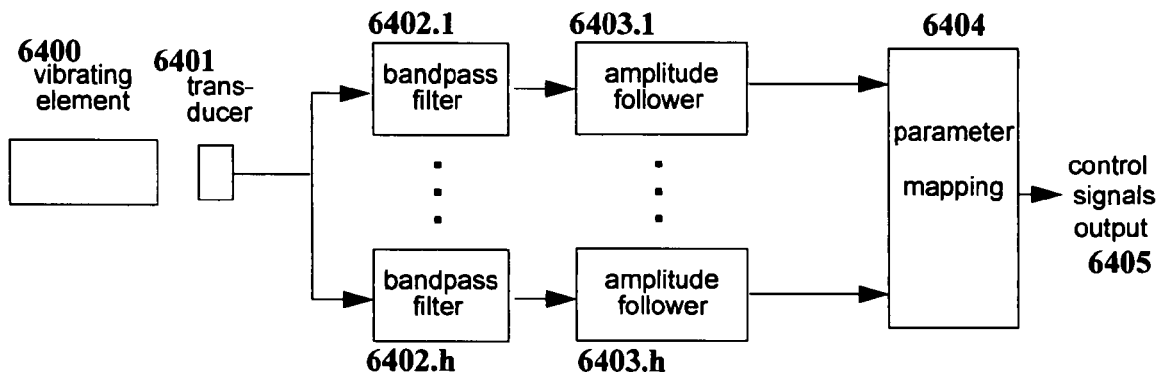 6400
vibrating
element
6401
trans-
ducer
6402.1
bandpass
filter
6403.1
amplitude
follower
6404
parameter
mapping
control
signals
output
6405
bandpass
filter
6402.h
amplitude
follower
6403.h